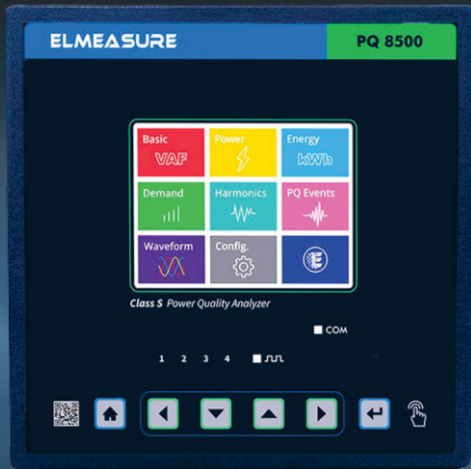 ELMEASURE PQ 8500
Basic Power Energy
VAF kWh
Demand Harmonics PQ Events
Waveform Config.
Class S Power Quality Analyzer
COM
1 2 3 4